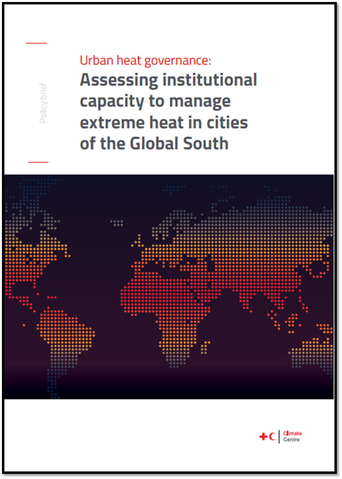 Policy brief
Urban heat governance:
Assessing institutional
capacity to manage
extreme heat in cities
of the Global South
Climate
Centre